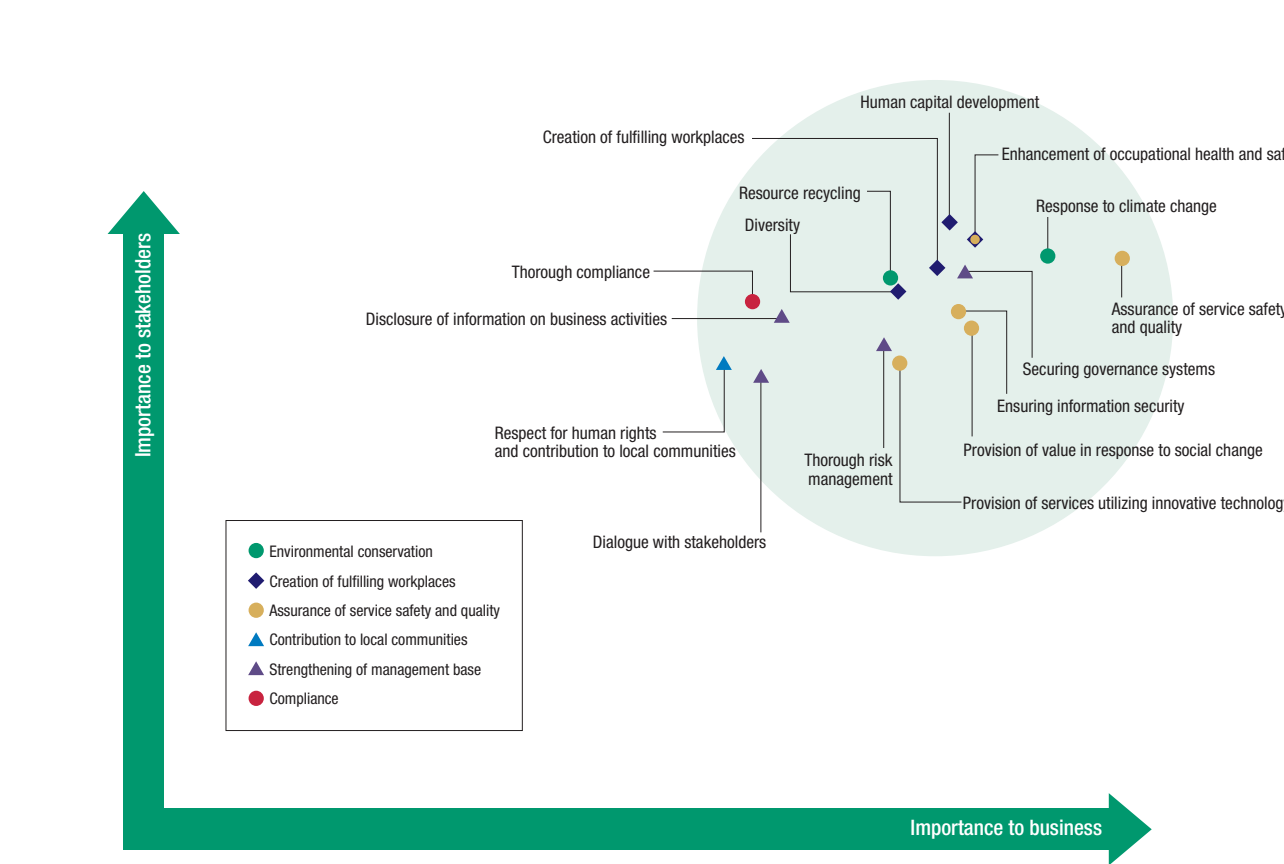 Human capital development
Creation of fulfilling workplaces
Enhancement of occupational health and
Resource recycling
Response to climate change
Diversity
Thorough compliance
Disclosure of information on business activities
Assurance of service safety
and quality
Securing governance systems
Ensuring information security
Respect for human rights
and contribution to local communities
Thorough risk
management
Provision of value in response to social change
Provision of services utilizing innovative technology
Dialogue with stakeholders
Importance to stakeholders
Environmental conservation
Creation of fulfilling workplaces
Assurance of service safety and quality
Contribution to local communities
Strengthening of management base
Compliance
Importance to business